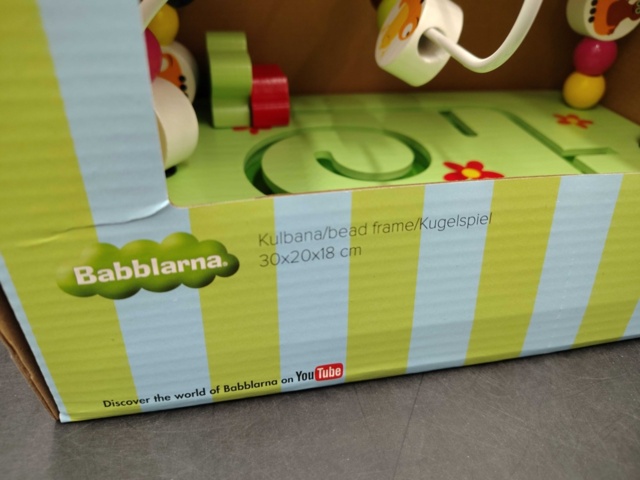 Babblarna.
Kulbana/bead frame/Kugelspiel
30x20x18 cm
Discover the world of Babblarna on YouTube